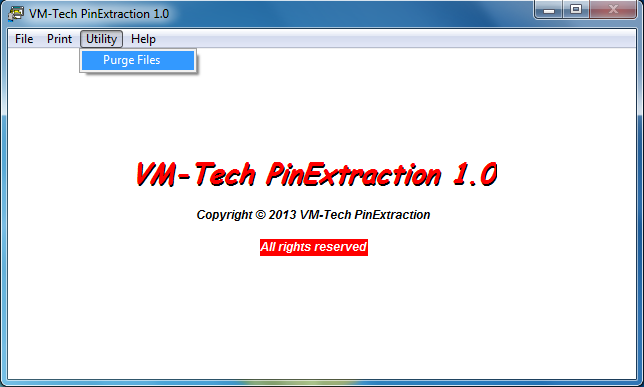 VM-Tech PinExtraction 1.0
File Print Utility Help
Purge Files
VM-Tech PinExtraction 1.0
Copyright © 2013 VM-Tech PinExtraction
All rights reserved